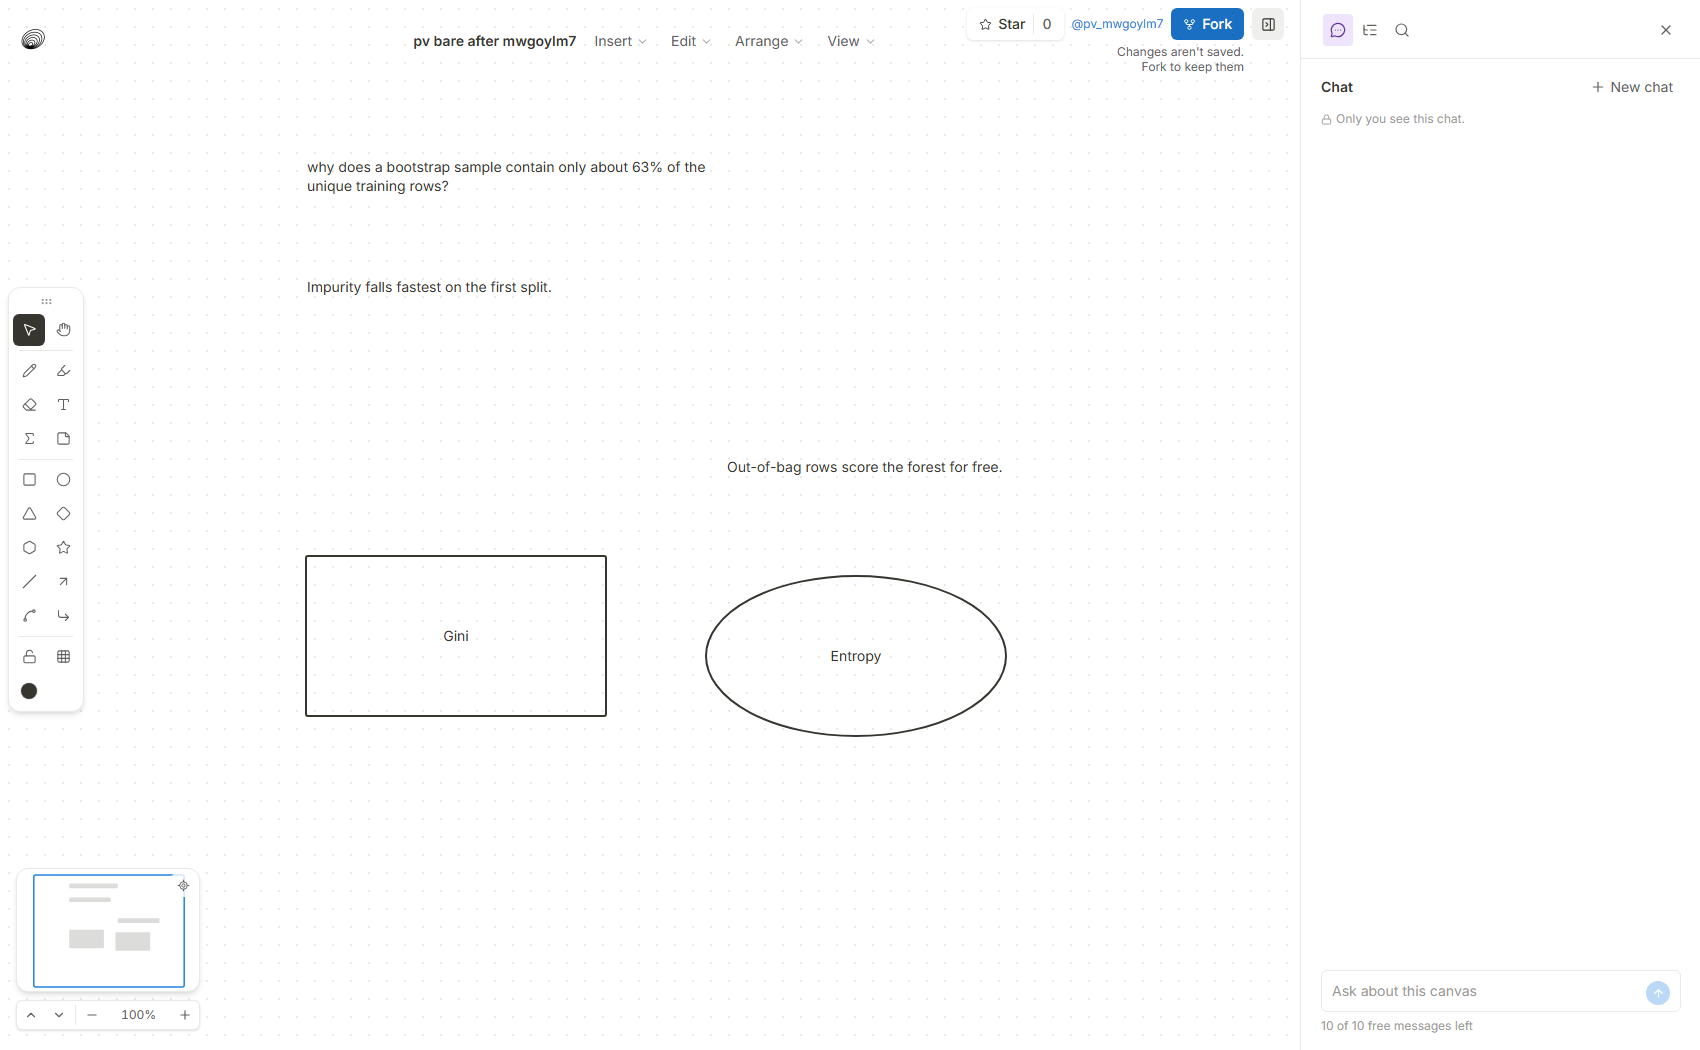 pv bare after mwgoylm7
Insert
Edit
Arrange
View
Star
0
@pv_mwgoylm7
Fork
Changes aren't saved.
Fork to keep them
Chat
New chat
Only you see this chat.
why does a bootstrap sample contain only about 63% of the
unique training rows?
Impurity falls fastest on the first split.
Out-of-bag rows score the forest for free.
Gini
Entropy
100%
Ask about this canvas
10 of 10 free messages left